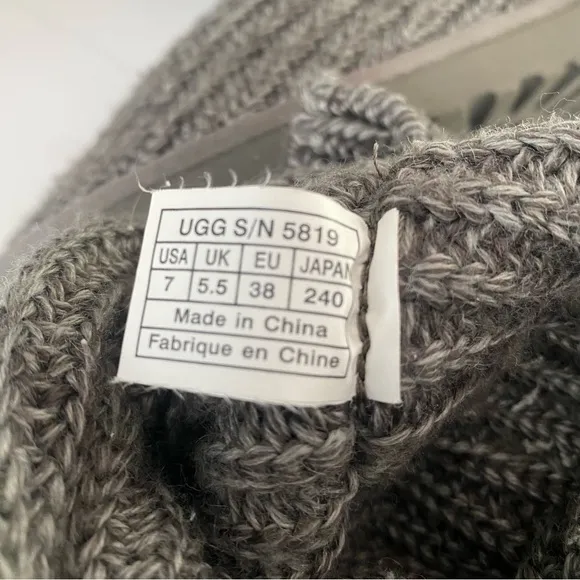 UGG S/N 5819
USA UK EU JAPAN
7 5.5 38 240
Made in China
Fabrique en Chine